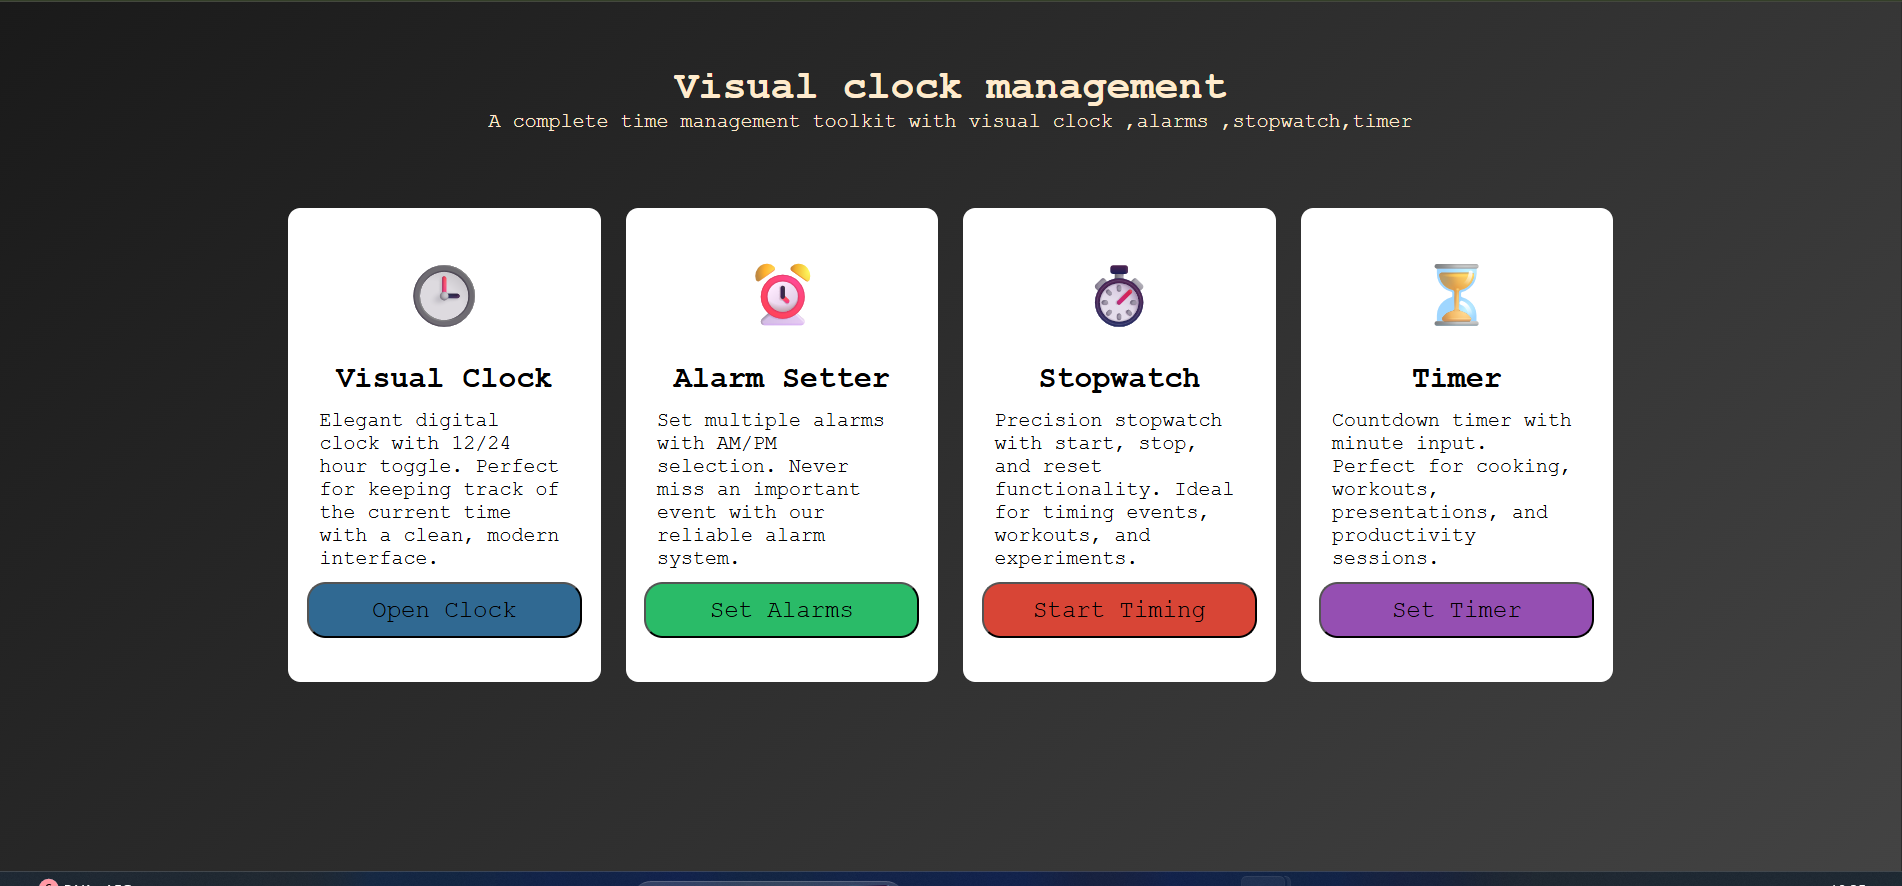 Visual clock management
A complete time management toolkit with visual clock ,alarms ,stopwatch,timer
Visual Clock
Elegant digital
clock with 12/24
hour toggle. Perfect
for keeping track of
the current time
with a clean, modern
interface.
Open Clock
Alarm Setter
Set multiple alarms
with AM/PM
selection. Never
miss an important
event with our
reliable alarm
system.
Set Alarms
Stopwatch
Precision stopwatch
with start, stop,
and reset
functionality. Ideal
for timing events,
workouts, and
experiments.
Start Timing
Timer
Countdown timer with
minute input.
Perfect for cooking,
workouts,
presentations, and
productivity
sessions.
Set Timer